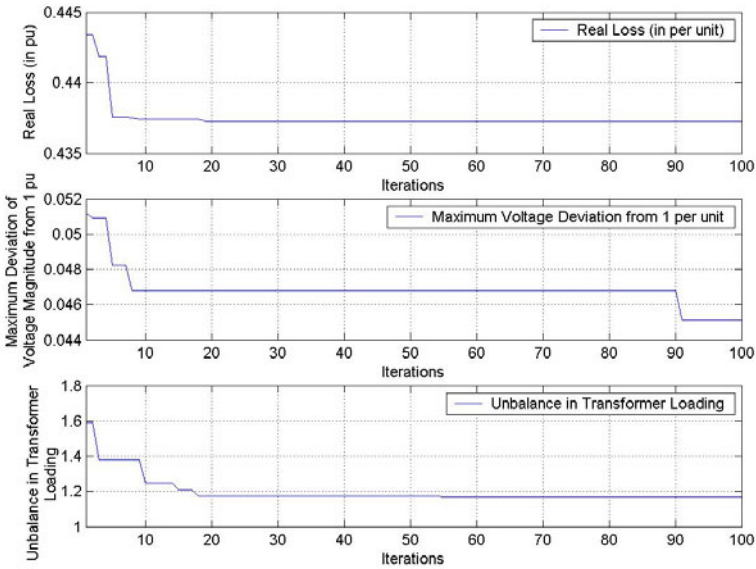 0.445
0.44
0.435
Real Loss (in pu)
Real Loss (in per unit)
10 20 30 40 50 60 70 80 90 100
Iterations
0.052
0.05
0.048
0.046
0.044
Maximum Deviation of
Voltage Magnitude from 1 pu
Maximum Voltage Deviation from 1 per unit
10 20 30 40 50 60 70 80 90 100
Iterations
1.8
1.6
1.4
1.2
1
Unbalance in Transformer
Loading
Unbalance in Transformer Loading
10 20 30 40 50 60 70 80 90 100
Iterations